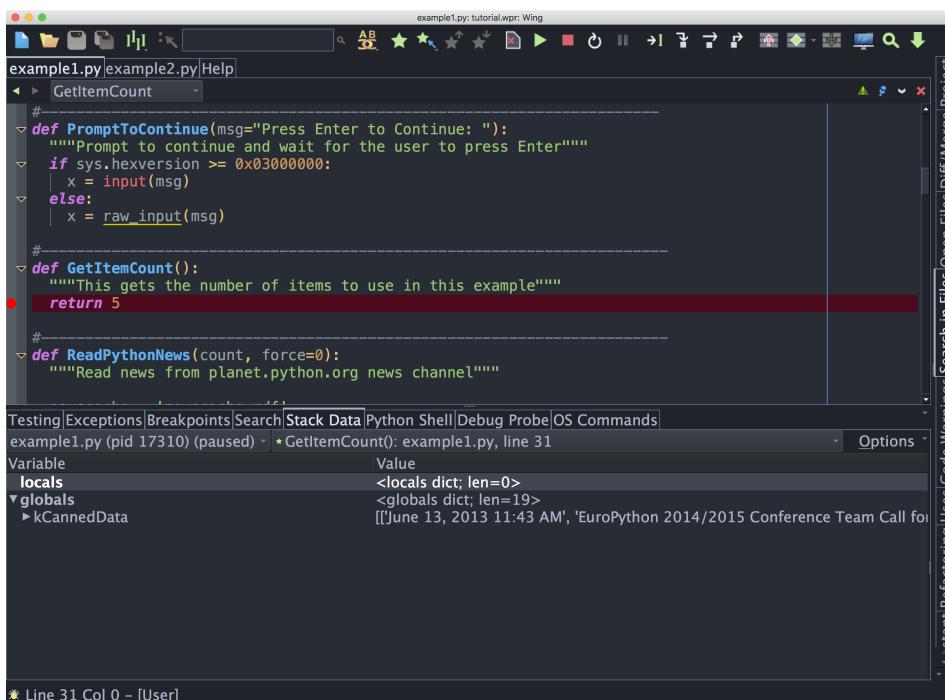 example1.py: tutorial.wpr: Wing
example1.py example2.py Help
GetItemCount
#
def PromptToContinue(msg="Press Enter to Continue: "):
"""Prompt to continue and wait for the user to press Enter"""
if sys.hexversion >= 0x03000000:
x = input(msg)
else:
x = raw_input(msg)
#
def GetItemCount():
"""This gets the number of items to use in this example"""
return 5
#
def ReadPythonNews(count, force=0):
"""Read news from planet.python.org news channel"""
Testing Exceptions Breakpoints Search Stack Data Python Shell Debug Probe OS Commands
example1.py (pid 17310) (paused) GetItemCount(): example1.py, line 31 Options
Variable Value
locals <locals dict; len=0>
globals <globals dict; len=19>
kCannedData [['June 13, 2013 11:43 AM', 'EuroPython 2014/2015 Conference Team Call for
Line 31 Col 0 – [User]